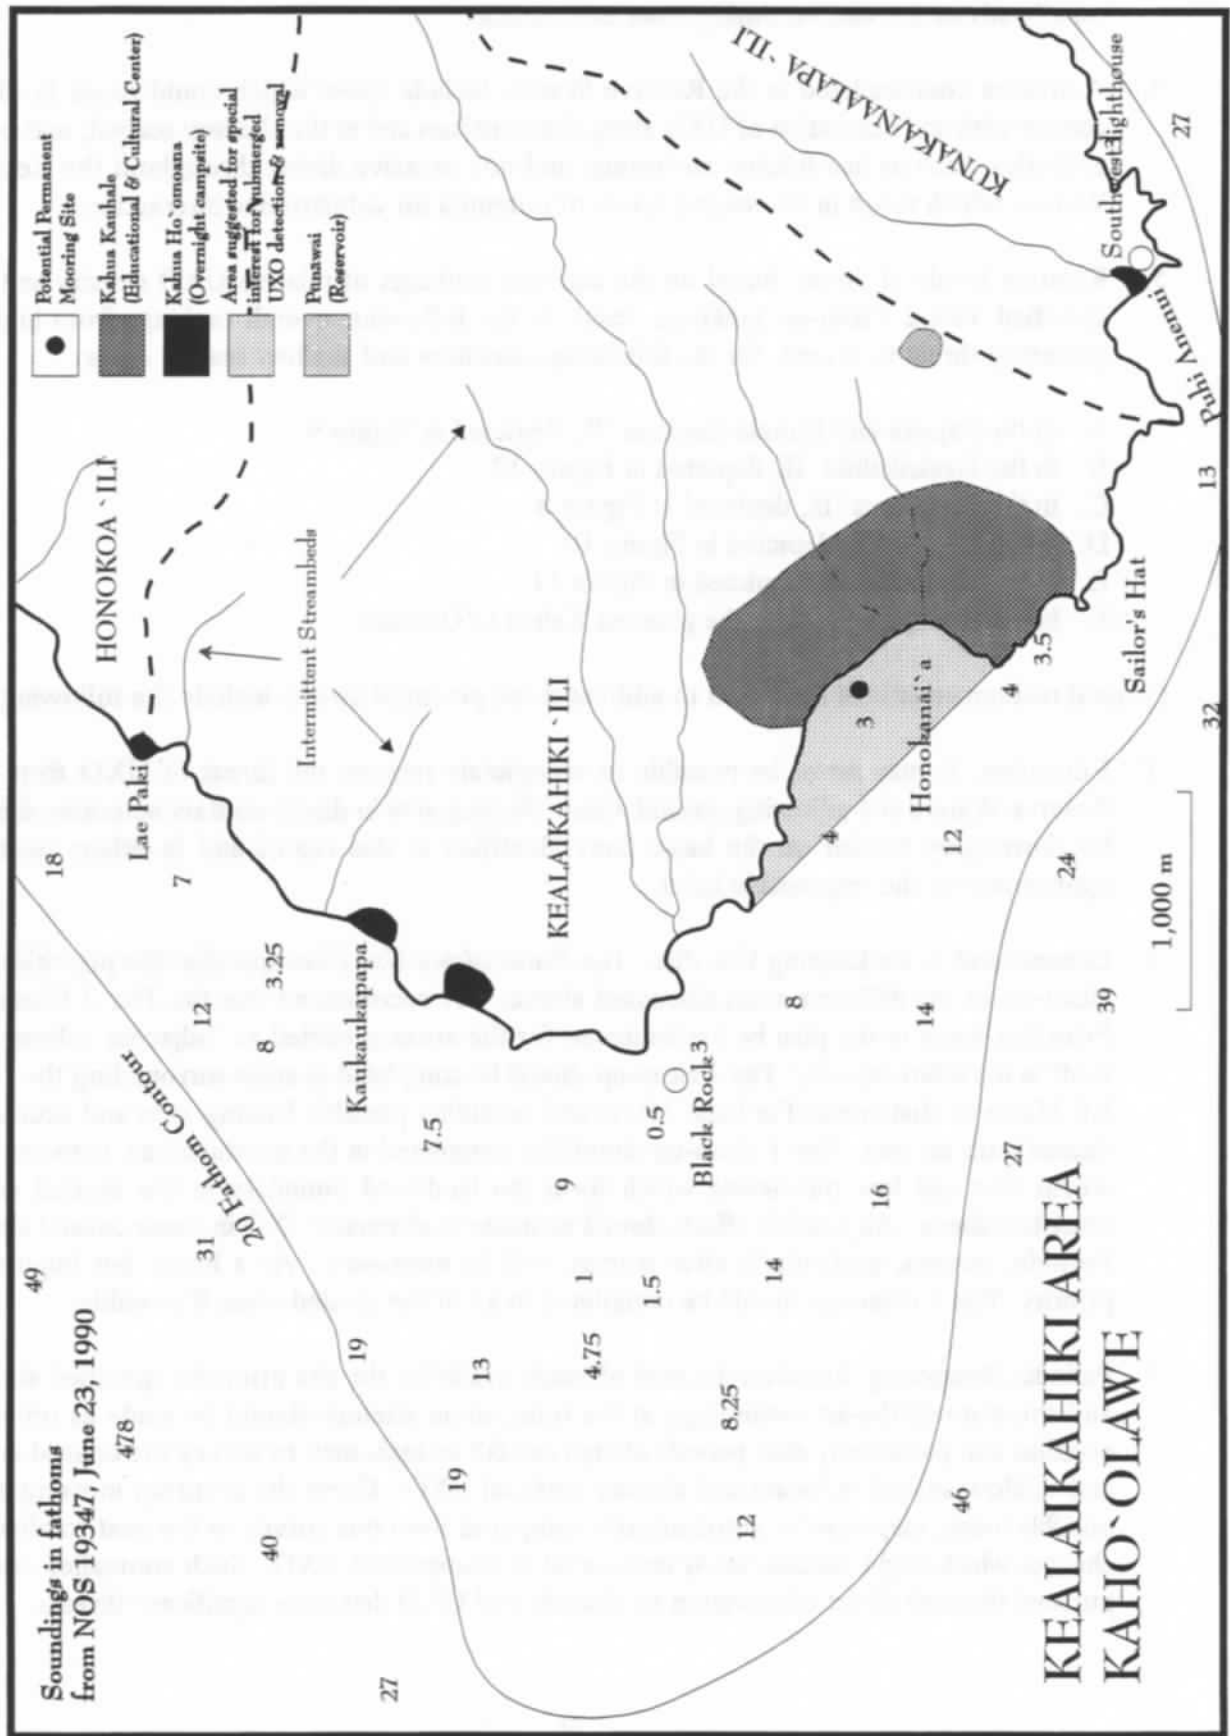 Soundings in fathoms
from NOS 19347, June 23, 1990
Potential Permanent
Mooring Site
Kahua Kauhale
(Educational & Cultural Center)
Kahua Ho`omoana
(Overnight campsite)
Area suggested for special
interest for submerged
UXO detection & removal
Punawai
(Reservoir)
HONOKOA `ILI
Lae Paki
Intermittent Streambeds
KUNAKA/NAALAPA `ILI
Southwest Lighthouse
Puhi Anenui
KEALAIKAHIKI `ILI
Kaukaukapapa
20 Fathom Contour
Black Rock 3
Honokanai`a
Sailor's Hat
49
478
31
40
27
18
7
3.25
12
8
7.5
19
13
19
9
1
4.75
1.5
0.5
8.25
12
14
16
8
14
4
12
3
4
3.5
24
39
27
46
32
13
27
1,000 m
KEALAIKAHIKI AREA
KAHO`OLAWE